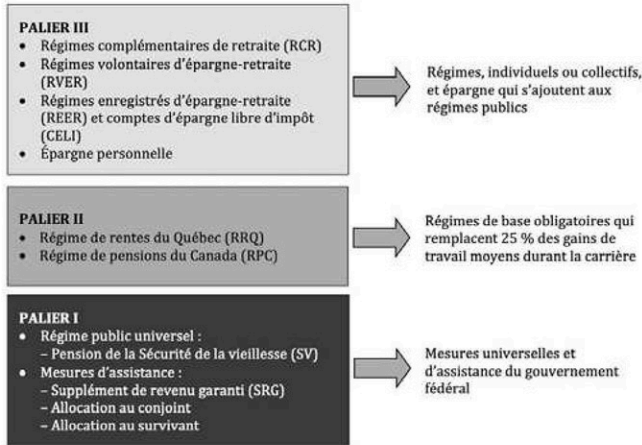 PALIER III
• Régimes complémentaires de retraite (RCR)
• Régimes volontaires d'épargne-retraite
(RVER)
• Régimes enregistrés d'épargne-retraite
(REER) et comptes d'épargne libre d'impôt
(CELI)
• Épargne personnelle
Régimes, individuels ou collectifs,
et épargne qui s'ajoutent aux
régimes publics
PALIER II
• Régime de rentes du Québec (RRQ)
• Régime de pensions du Canada (RPC)
Régimes de base obligatoires qui
remplacent 25 % des gains de
travail moyens durant la carrière
PALIER I
• Régime public universel :
– Pension de la Sécurité de la vieillesse (SV)
• Mesures d'assistance :
– Supplément de revenu garanti (SRG)
– Allocation au conjoint
– Allocation au survivant
Mesures universelles et
d'assistance du gouvernement
fédéral